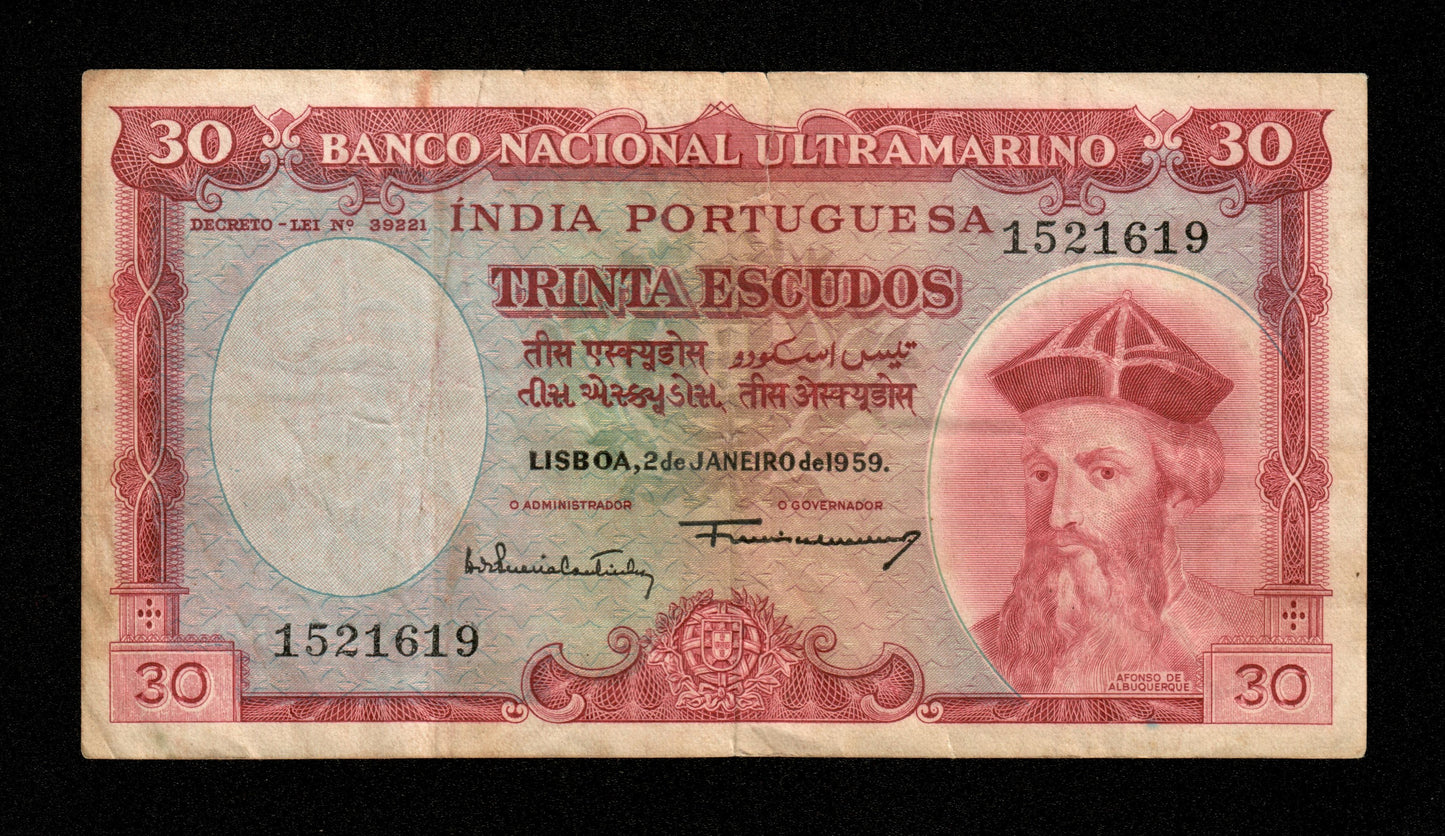 30 BANCO NACIONAL ULTRAMARINO 30
DECRETO-LEI Nº 39221
ÍNDIA PORTUGUESA
1521619
TRINTA ESCUDOS
तीस एस्क्यूडोस تیس اسکودو
તીસ એસ્ક્યુડોસ तीस अेस्क्युडोस
LISBOA, 2 de JANEIRO de 1959.
O ADMINISTRADOR O GOVERNADOR
1521619
AFONSO DE
ALBUQUERQUE
30 30